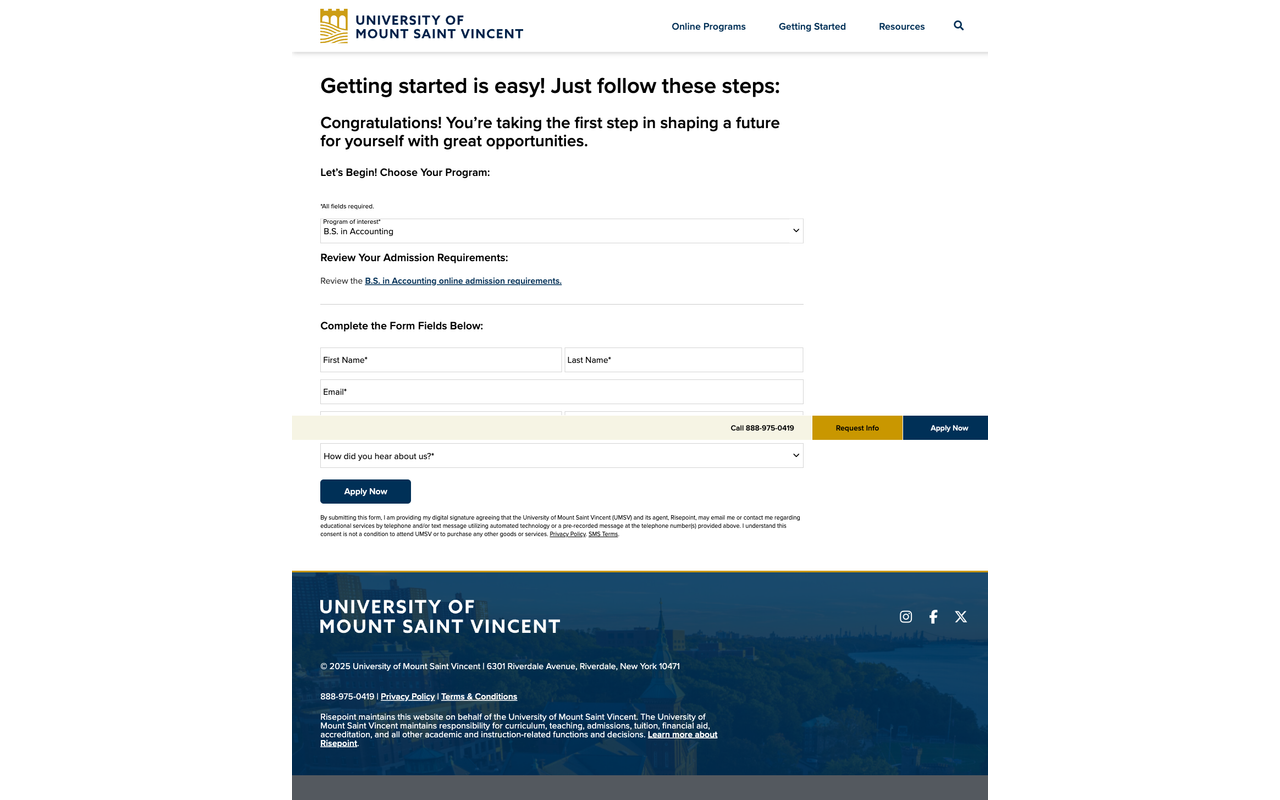 UNIVERSITY OF
MOUNT SAINT VINCENT
Online Programs
Getting Started
Resources
Getting started is easy! Just follow these steps:
Congratulations! You’re taking the first step in shaping a future
for yourself with great opportunities.
Let’s Begin! Choose Your Program:
*All fields required.
Program of interest*
B.S. in Accounting
Review Your Admission Requirements:
Review the B.S. in Accounting online admission requirements.
Complete the Form Fields Below:
First Name*
Last Name*
Email*
Call 888-975-0419
Request Info
Apply Now
How did you hear about us?*
Apply Now
By submitting this form, I am providing my digital signature agreeing that the University of Mount Saint Vincent (UMSV) and its agent, Risepoint, may email me or contact me regarding
educational services by telephone and/or text message utilizing automated technology or a pre-recorded message at the telephone number(s) provided above. I understand this
consent is not a condition to attend UMSV or to purchase any other goods or services. Privacy Policy. SMS Terms.
UNIVERSITY OF
MOUNT SAINT VINCENT
© 2025 University of Mount Saint Vincent | 6301 Riverdale Avenue, Riverdale, New York 10471
888-975-0419 | Privacy Policy | Terms & Conditions
Risepoint maintains this website on behalf of the University of Mount Saint Vincent. The University of
Mount Saint Vincent maintains responsibility for curriculum, teaching, admissions, tuition, financial aid,
accreditation, and all other academic and instruction-related functions and decisions. Learn more about
Risepoint.